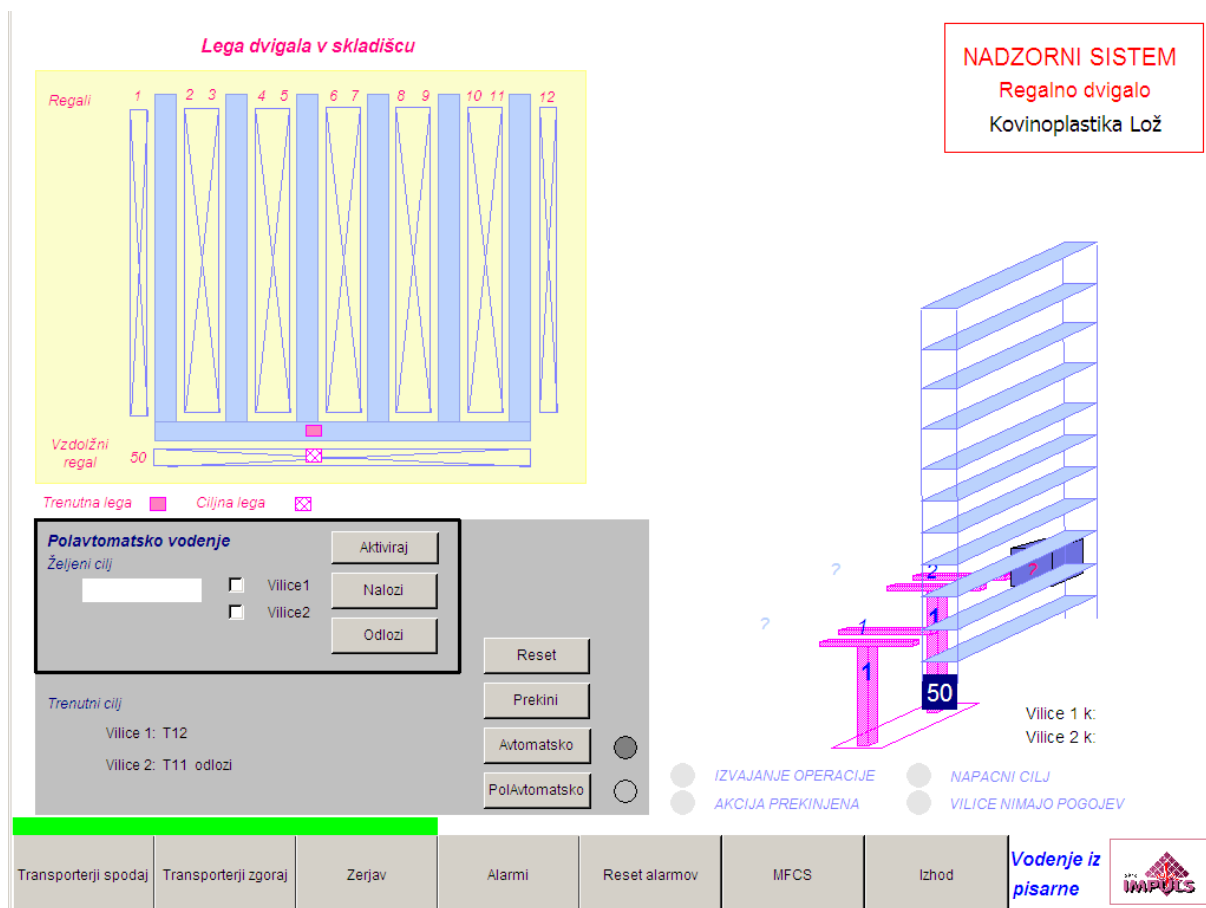 Lega dvigala v skladišcu
NADZORNI SISTEM
Regalno dvigalo
Kovinoplastika Lož
Regali 1 2 3 4 5 6 7 8 9 10 11 12
Vzdolžni
regal 50
Trenutna lega Ciljna lega
Polavtomatsko vodenje
Željeni cilj
Vilice1
Vilice2
Aktiviraj
Nalozi
Odlozi
Trenutni cilj
Vilice 1: T12
Vilice 2: T11 odlozi
Reset
Prekini
Avtomatsko
PolAvtomatsko
? 2 ?
? 1 1
1
50
Vilice 1 k:
Vilice 2 k:
IZVAJANJE OPERACIJE NAPACNI CILJ
AKCIJA PREKINJENA VILICE NIMAJO POGOJEV
Transporterji spodaj Transporterji zgoraj Zerjav Alarmi Reset alarmov MFCS Izhod
Vodenje iz
pisarne
IMPULS